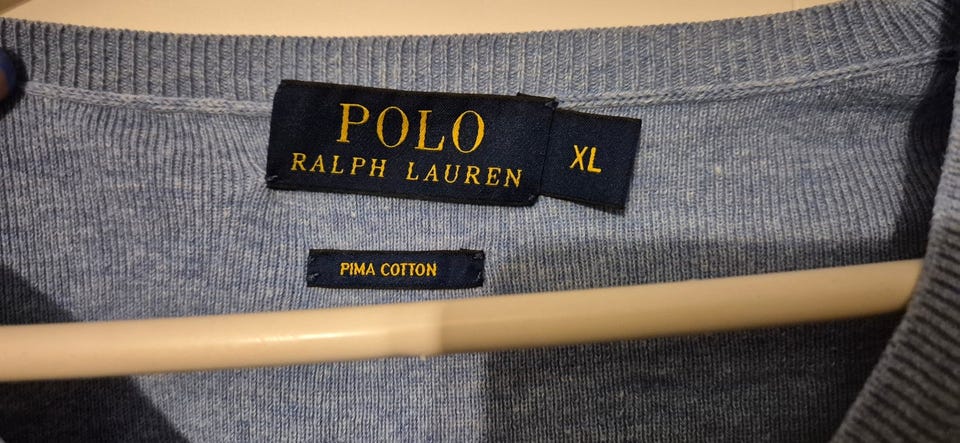 POLO
RALPH LAUREN
XL
PIMA COTTON